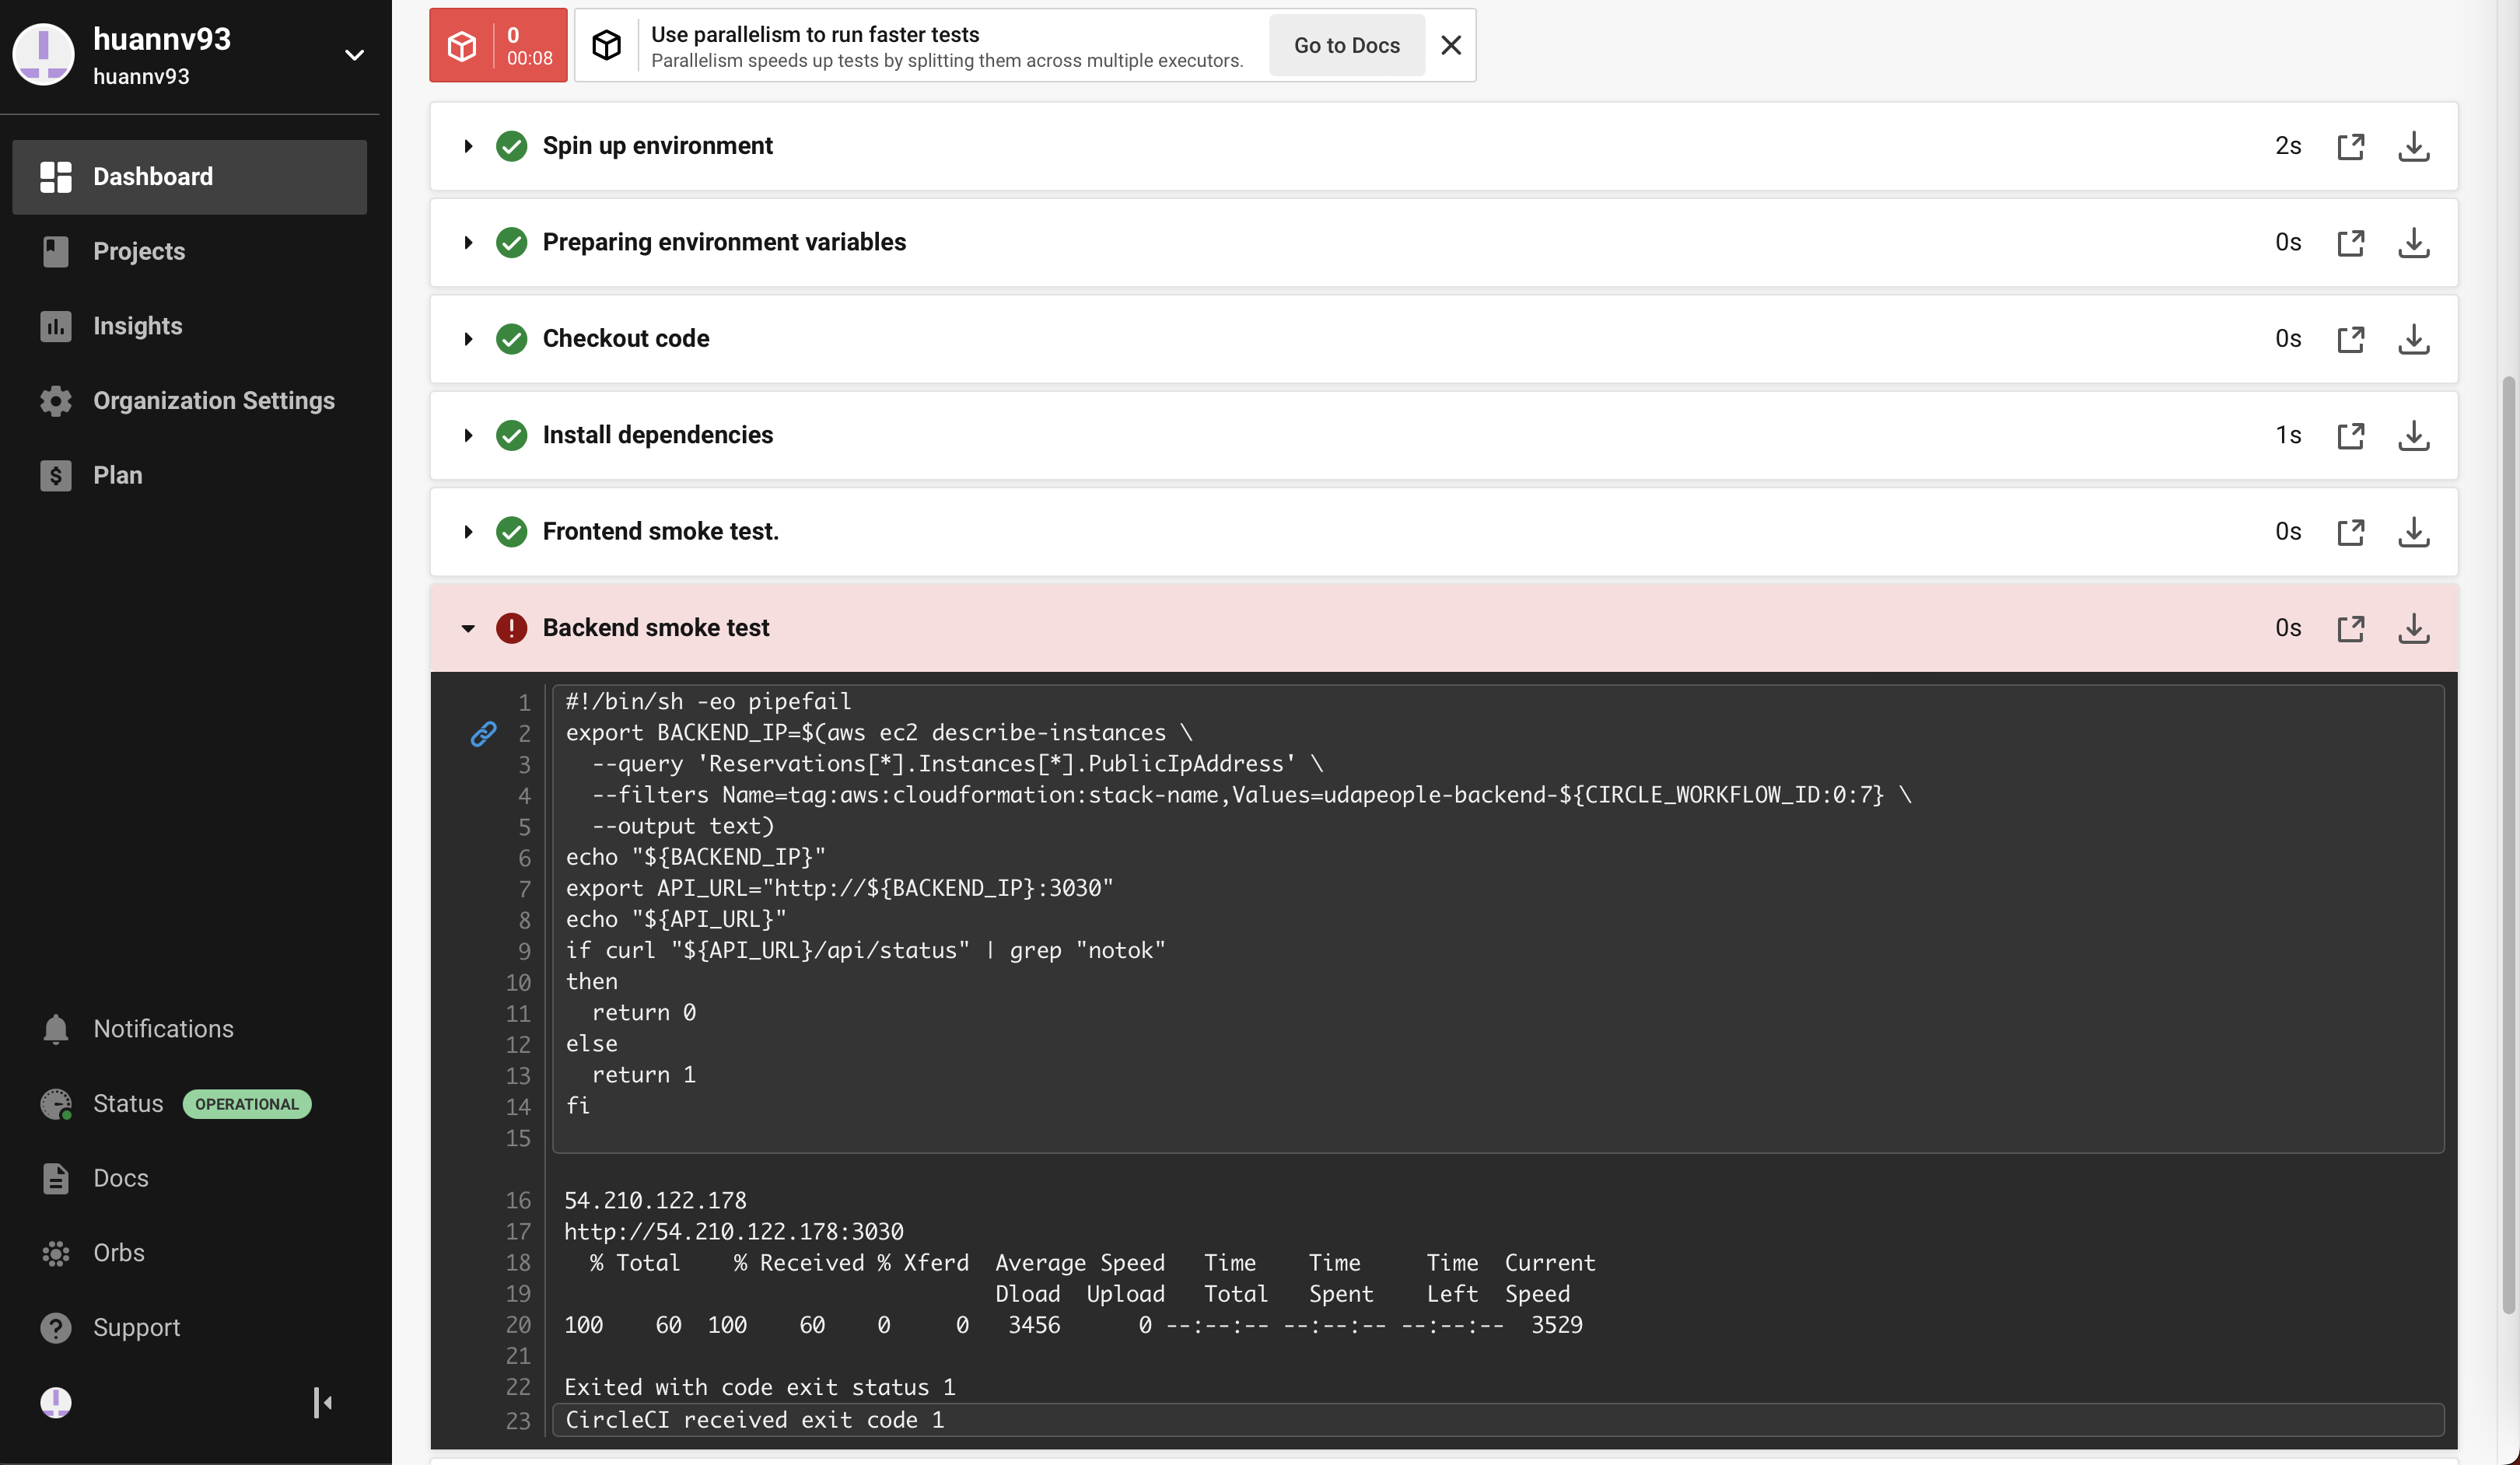 huannv93
huannv93
Dashboard
Projects
Insights
Organization Settings
Plan
Notifications
Status OPERATIONAL
Docs
Orbs
Support
0
00:08
Use parallelism to run faster tests
Parallelism speeds up tests by splitting them across multiple executors.
Go to Docs
Spin up environment 2s
Preparing environment variables 0s
Checkout code 0s
Install dependencies 1s
Frontend smoke test. 0s
Backend smoke test 0s
1 #!/bin/sh -eo pipefail
2 export BACKEND_IP=$(aws ec2 describe-instances \
3   --query 'Reservations[*].Instances[*].PublicIpAddress' \
4   --filters Name=tag:aws:cloudformation:stack-name,Values=udapeople-backend-${CIRCLE_WORKFLOW_ID:0:7} \
5   --output text)
6 echo "${BACKEND_IP}"
7 export API_URL="http://${BACKEND_IP}:3030"
8 echo "${API_URL}"
9 if curl "${API_URL}/api/status" | grep "notok"
10 then
11   return 0
12 else
13   return 1
14 fi
15
16 54.210.122.178
17 http://54.210.122.178:3030
18   % Total    % Received % Xferd  Average Speed   Time    Time     Time  Current
19                                  Dload  Upload   Total   Spent    Left  Speed
20 100    60  100    60    0     0   3456      0 --:--:-- --:--:-- --:--:--  3529
21
22 Exited with code exit status 1
23 CircleCI received exit code 1